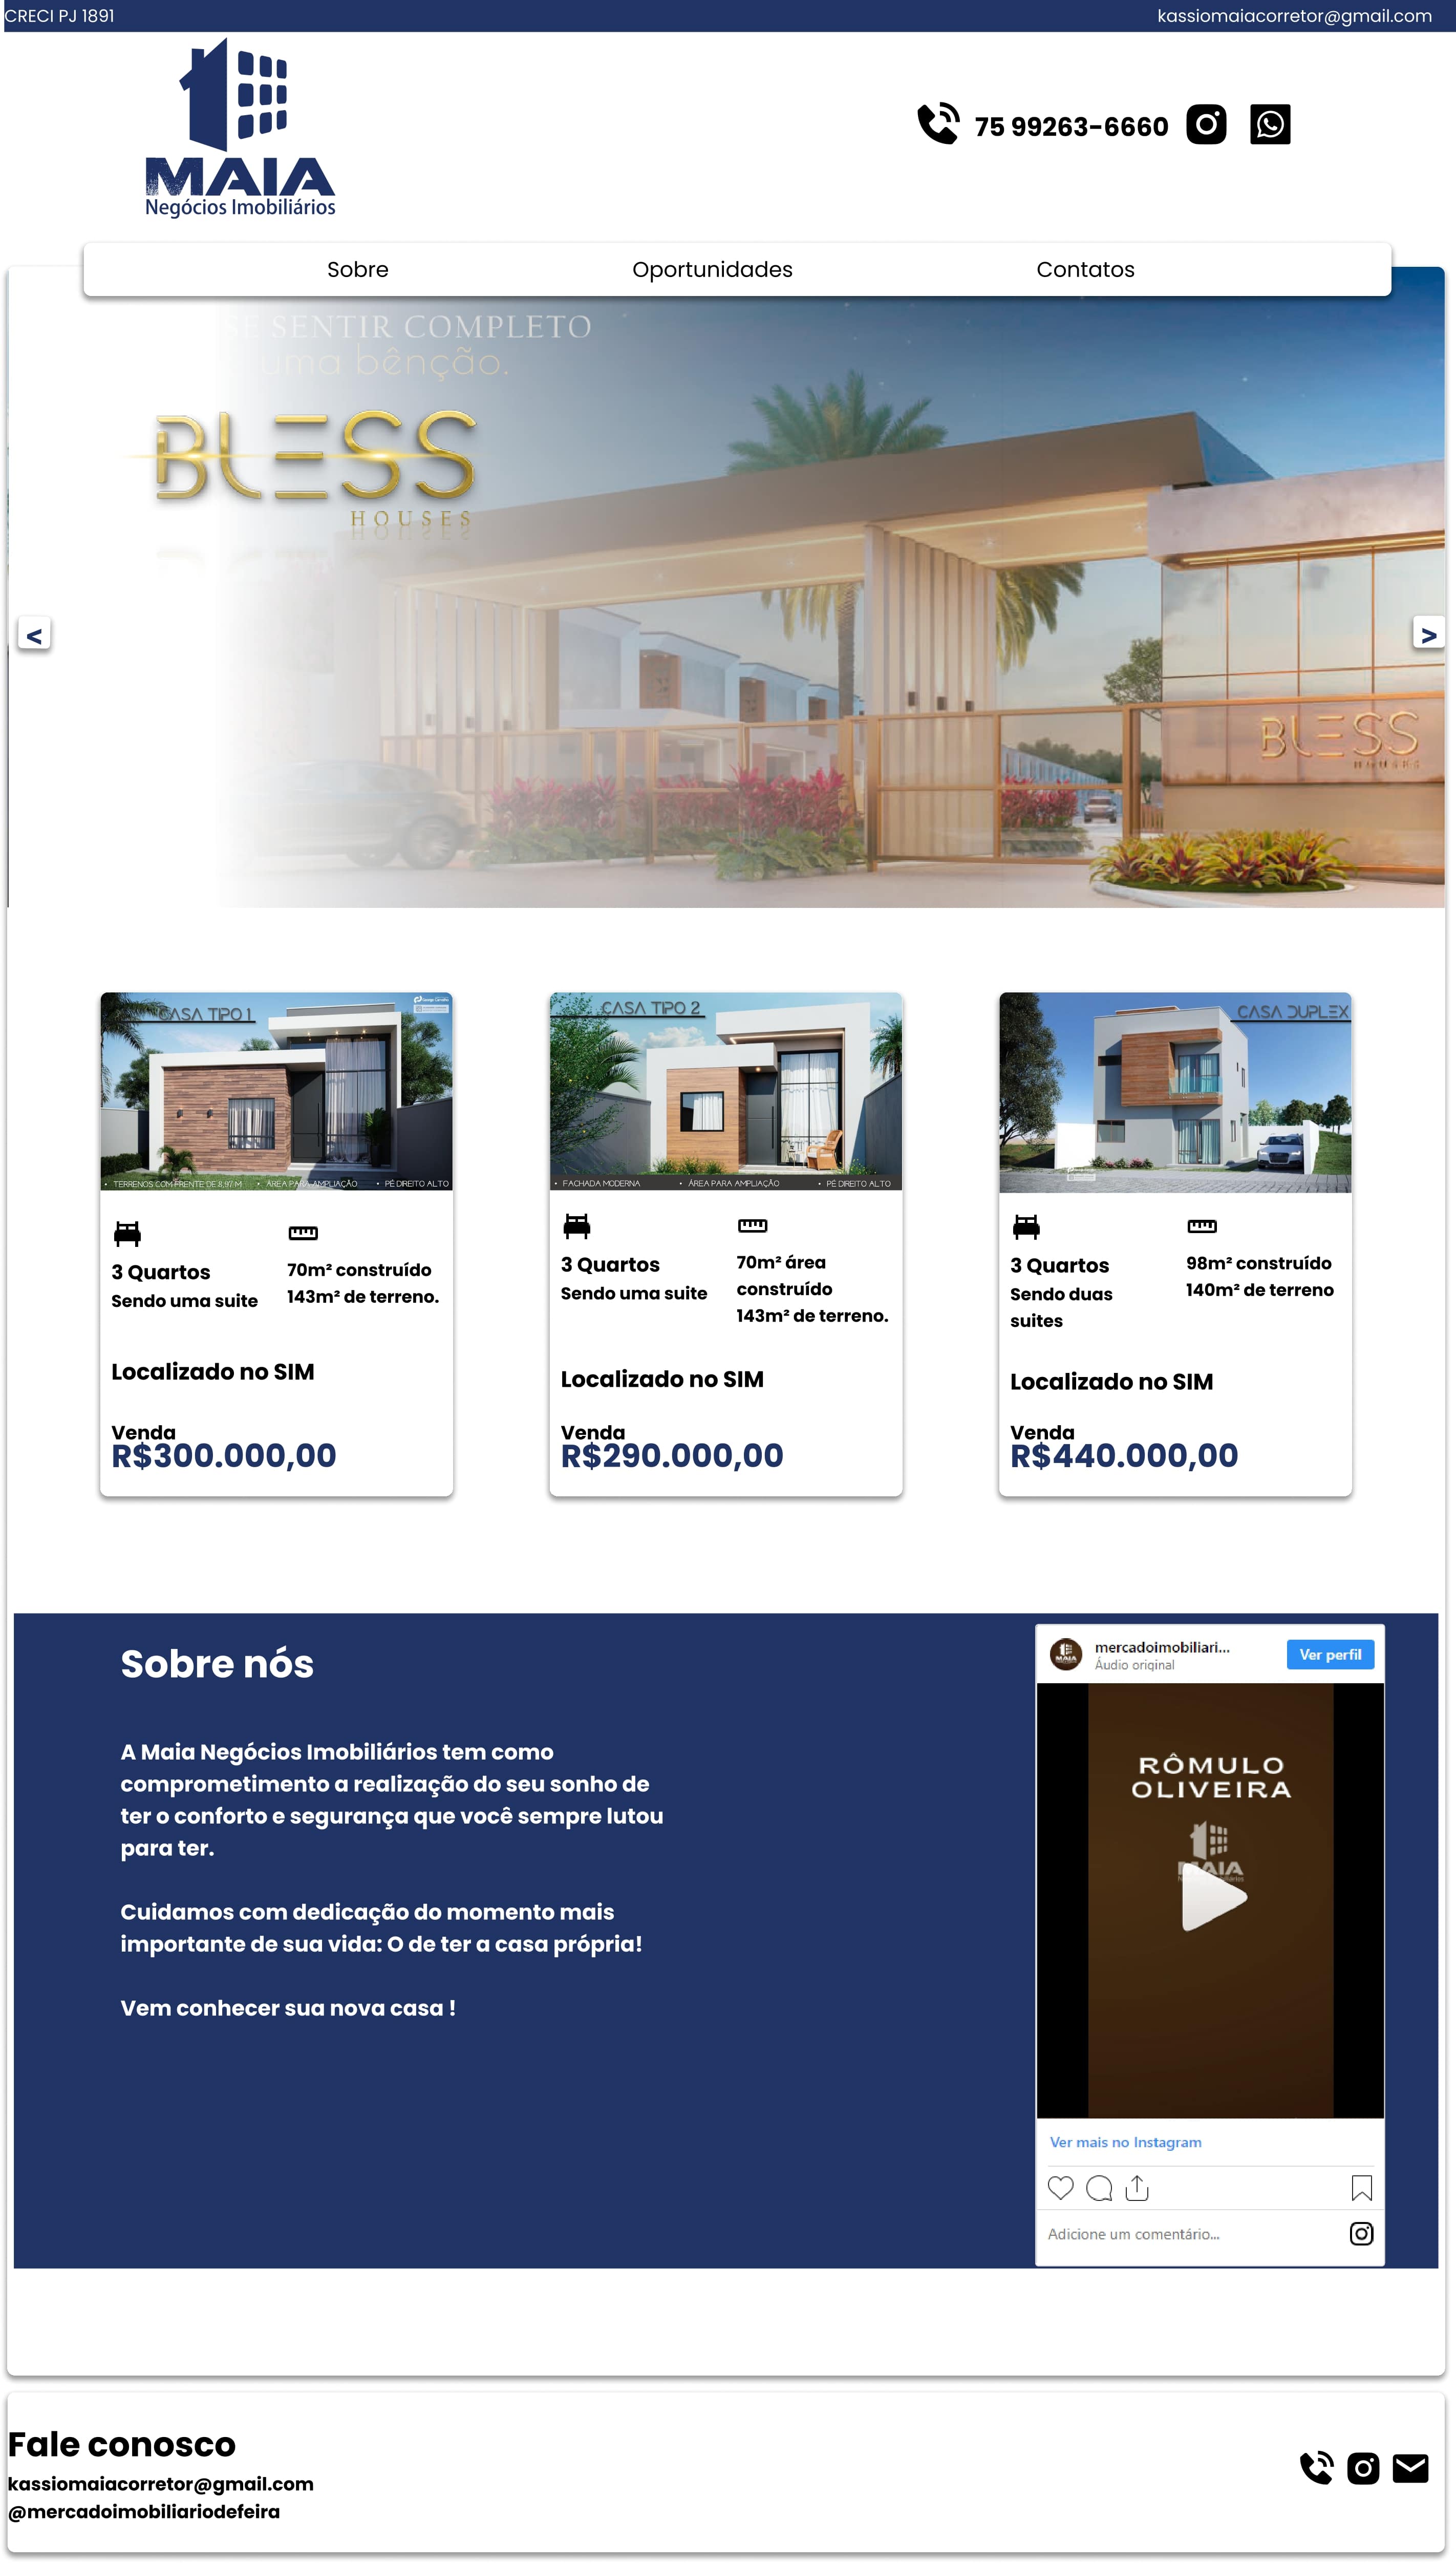 CRECI PJ 1891
kassiomaiacorretor@gmail.com
MAIA
Negócios Imobiliários
75 99263-6660
Sobre
Oportunidades
Contatos
SE SENTIR COMPLETO
uma bênção.
BLESS
HOUSES
BLESS
HOUSES
<
>
CASA TIPO 1
• TERRENOS COM FRENTE DE 8,97 M • ÁREA PARA AMPLIAÇÃO • PÉ DIREITO ALTO
3 Quartos
Sendo uma suite
70m² construído
143m² de terreno.
Localizado no SIM
Venda
R$300.000,00
CASA TIPO 2
• FACHADA MODERNA • ÁREA PARA AMPLIAÇÃO • PÉ DIREITO ALTO
3 Quartos
Sendo uma suite
70m² área
construído
143m² de terreno.
Localizado no SIM
Venda
R$290.000,00
CASA DUPLEX
3 Quartos
Sendo duas
suites
98m² construído
140m² de terreno
Localizado no SIM
Venda
R$440.000,00
Sobre nós
A Maia Negócios Imobiliários tem como
comprometimento a realização do seu sonho de
ter o conforto e segurança que você sempre lutou
para ter.
Cuidamos com dedicação do momento mais
importante de sua vida: O de ter a casa própria!
Vem conhecer sua nova casa !
MAIA
mercadoimobiliari...
Áudio original
Ver perfil
RÔMULO
OLIVEIRA
MAIA
Ver mais no Instagram
Adicione um comentário...
Fale conosco
kassiomaiacorretor@gmail.com
@mercadoimobiliariodefeira